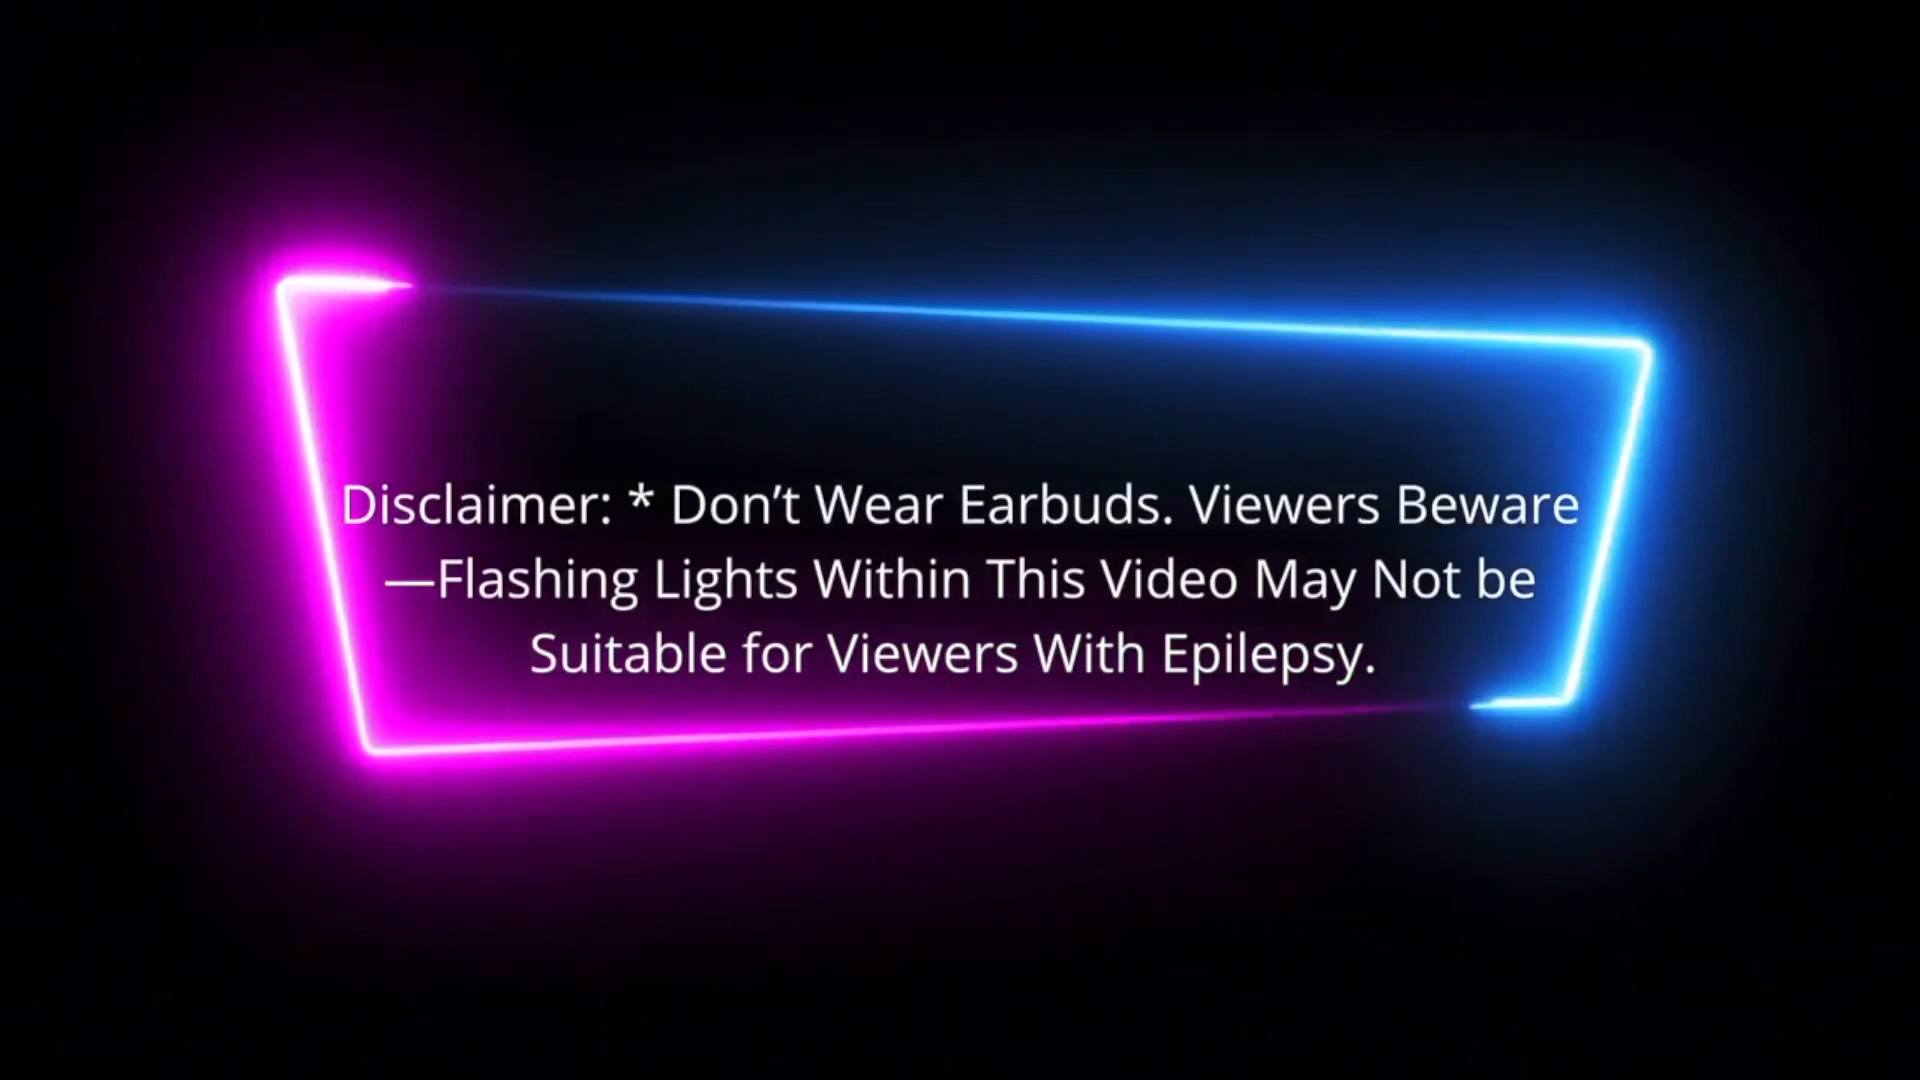 Disclaimer: * Don’t Wear Earbuds. Viewers Beware
—Flashing Lights Within This Video May Not be
Suitable for Viewers With Epilepsy.